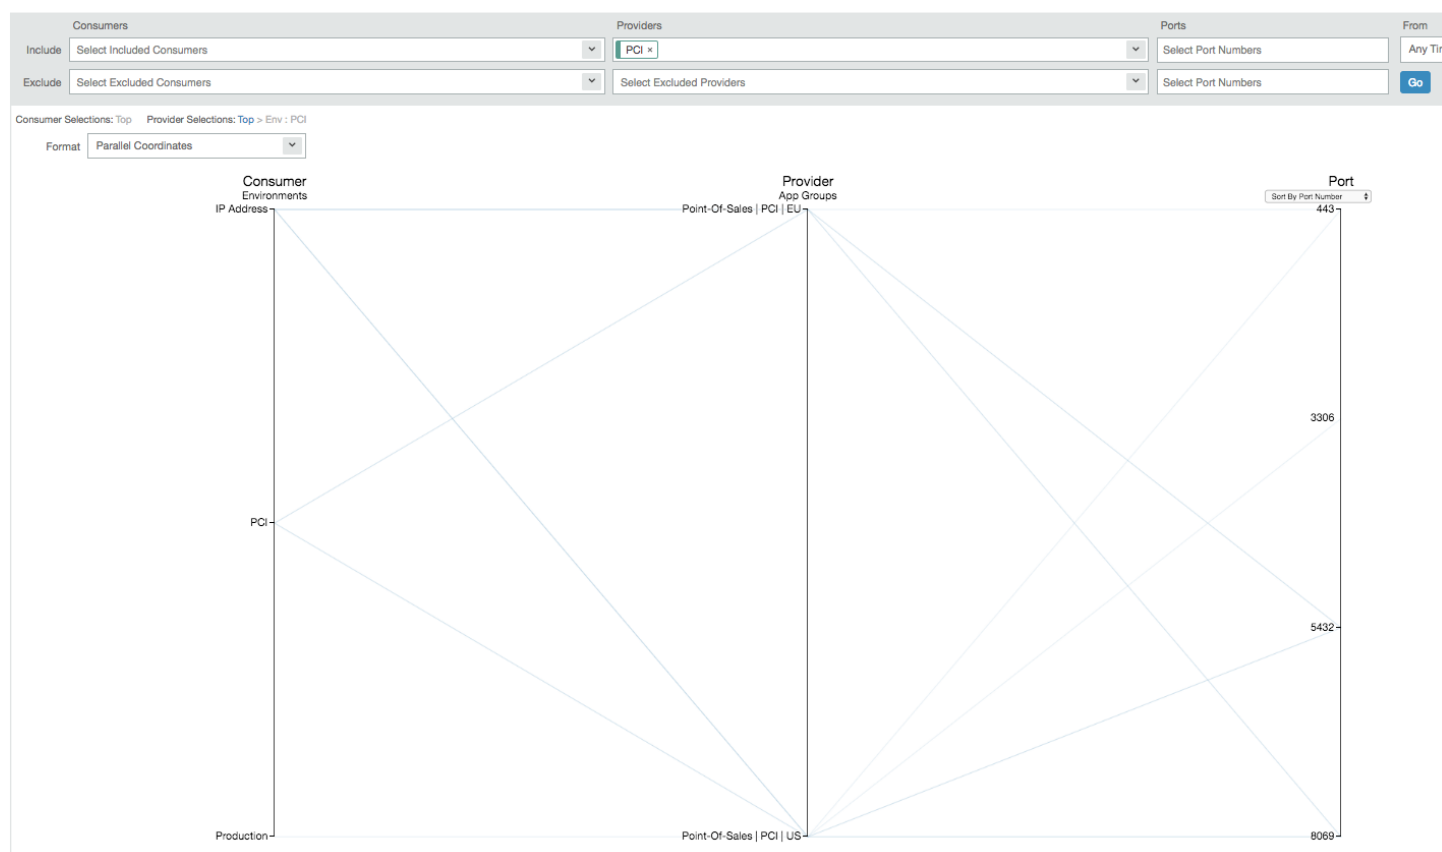 Consumers Providers Ports From
Include Select Included Consumers PCI × Select Port Numbers Any
Exclude Select Excluded Consumers Select Excluded Providers Select Port Numbers Go
Consumer Selections: Top Provider Selections: Top > Env : PCI
Format Parallel Coordinates
Consumer Provider Port
Environments App Groups Sort By Port Number
IP Address Point-Of-Sales | PCI | EU 443
3306
PCI
5432
Production Point-Of-Sales | PCI | US 8069